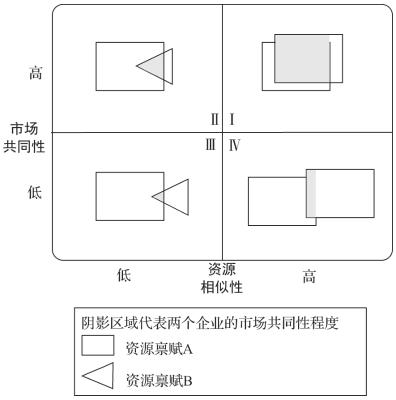 高
Ⅱ Ⅰ
市场
共同性
Ⅲ Ⅳ
低
低 资源 高
相似性
阴影区域代表两个企业的市场共同性程度
资源禀赋A
资源禀赋B